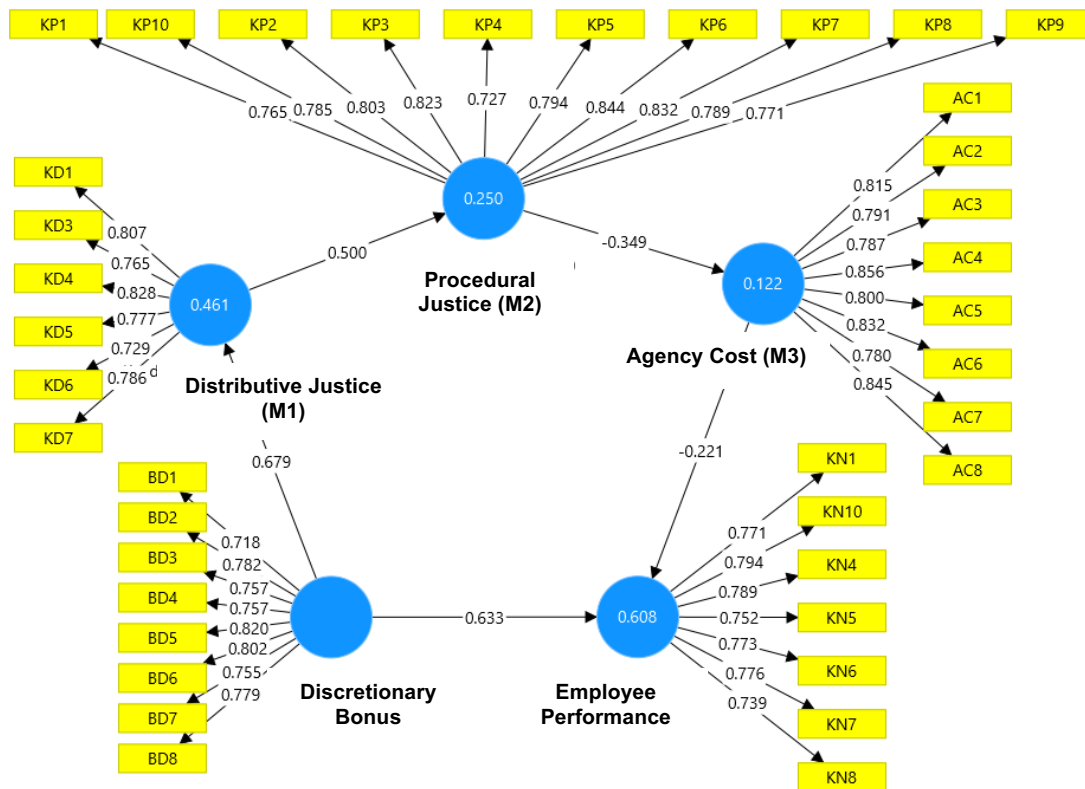 KP1 KP10 KP2 KP3 KP4 KP5 KP6 KP7 KP8 KP9
0.765 0.785 0.803 0.823 0.727 0.794 0.844 0.832 0.789 0.771
KD1
KD3
KD4
KD5
KD6
KD7
0.807
0.765
0.828
0.777
0.729
0.786 d
0.461
Distributive Justice
(M1)
0.500
0.250
Procedural
Justice (M2)
-0.349
0.122
Agency Cost (M3)
0.815
0.791
0.787
0.856
0.800
0.832
0.780
0.845
AC1
AC2
AC3
AC4
AC5
AC6
AC7
AC8
0.679
-0.221
BD1
BD2
BD3
BD4
BD5
BD6
BD7
BD8
0.718
0.782
0.757
0.757
0.820
0.802
0.755
0.779
Discretionary
Bonus
0.633
0.608
Employee
Performance
0.771
0.794
0.789
0.752
0.773
0.776
0.739
KN1
KN10
KN4
KN5
KN6
KN7
KN8